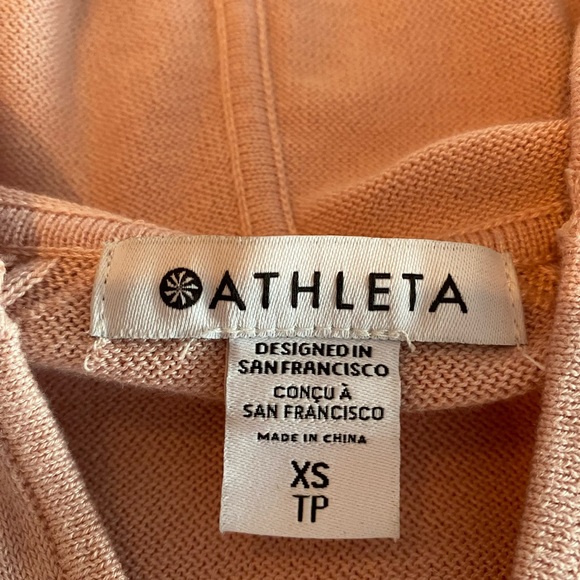 ATHLETA
DESIGNED IN
SAN FRANCISCO
CONÇU À
SAN FRANCISCO
MADE IN CHINA
XS
TP